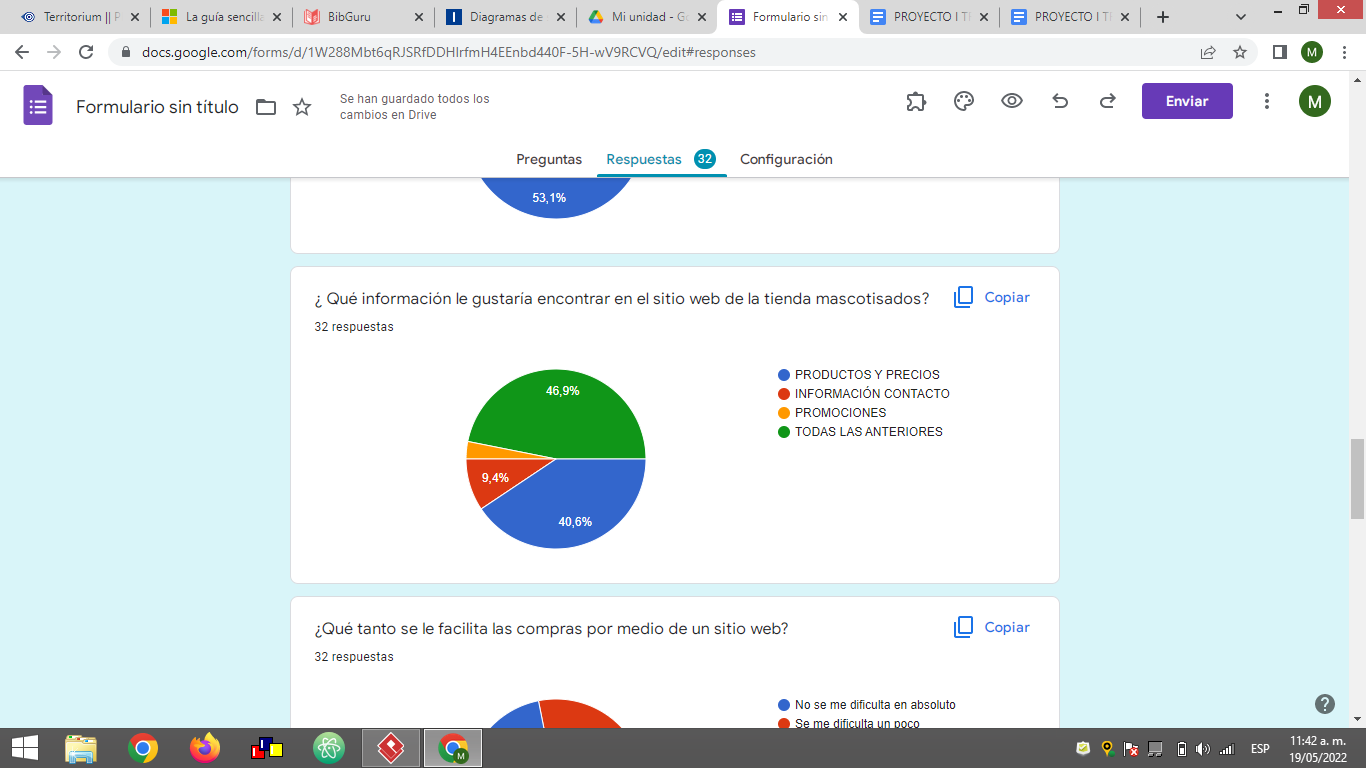 Territorium || P
La guía sencilla
BibGuru
Diagramas de
Mi unidad - Go
Formulario sin
PROYECTO I TI
PROYECTO I TI
docs.google.com/forms/d/1W288Mbt6qRJSRfDDHIrfmH4EEnbd440F-5H-wV9RCVQ/edit#responses
M
Formulario sin título
Se han guardado todos los
cambios en Drive
Enviar
M
Preguntas
Respuestas 32
Configuración
53,1%
¿ Qué información le gustaría encontrar en el sitio web de la tienda mascotisados?
Copiar
32 respuestas
46,9%
9,4%
40,6%
PRODUCTOS Y PRECIOS
INFORMACIÓN CONTACTO
PROMOCIONES
TODAS LAS ANTERIORES
¿Qué tanto se le facilita las compras por medio de un sitio web?
Copiar
32 respuestas
No se me dificulta en absoluto
Se me dificulta un poco
ESP
11:42 a. m.
19/05/2022